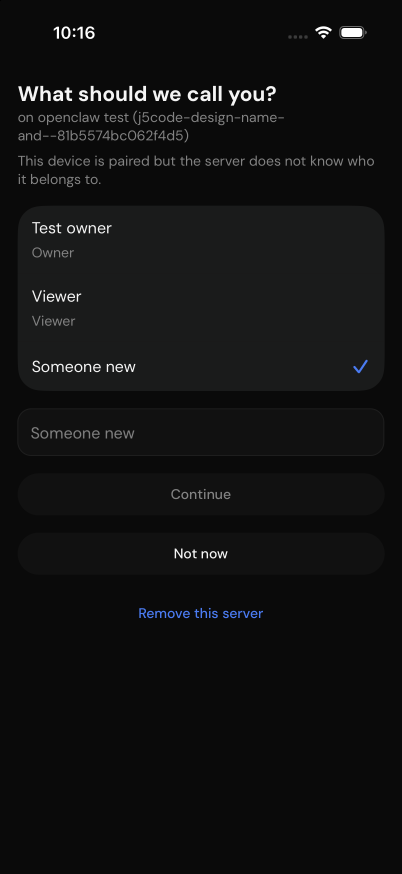 10:16
What should we call you?
on openclaw test (j5code-design-name-
and--81b5574bc062f4d5)
This device is paired but the server does not know who
it belongs to.
Test owner
Owner
Viewer
Viewer
Someone new
Someone new
Continue
Not now
Remove this server